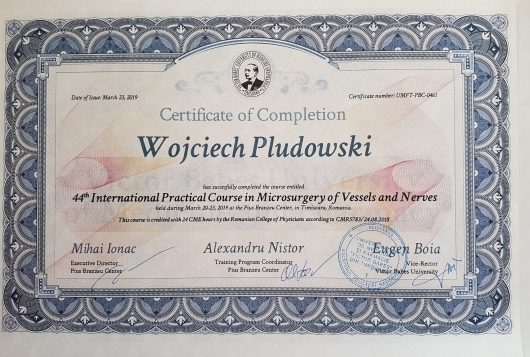 Date of Issue: March 23, 2019
Certificate number: UMFT-PBC-0461
Certificate of Completion
Wojciech Pludowski
has succesfully completed the course entitled
44th International Practical Course in Microsurgery of Vessels and Nerves
held during March 20-23, 2019 at the Pius Branzeu Center, in Timisoara, Romania.
This course is credited with 24 CME hours by the Romanian College of Physicians according to CMR5783/24.08.2018
Mihai Ionac
Executive Director
Pius Branzeu Center
Alexandru Nistor
Training Program Coordinator
Pius Branzeu Center
Eugen Boia
Vice-Rector
Victor Babes University